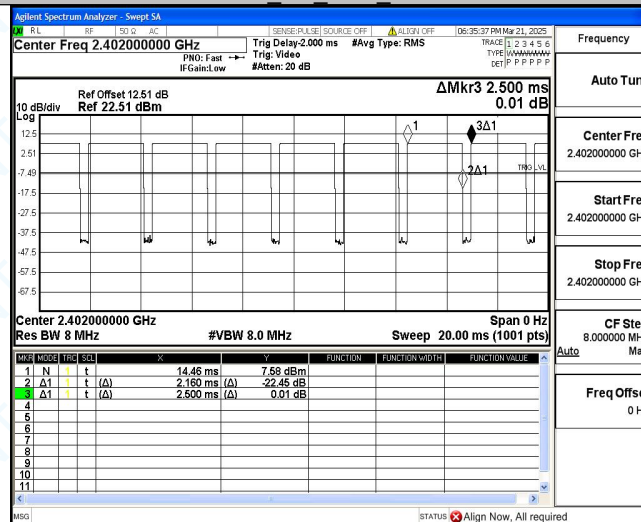 Agilent Spectrum Analyzer - Swept SA
RL RF 50 Ω AC SENSE:PULSE SOURCE OFF ALIGN OFF 06:35:37 PM Mar 21, 2025
Center Freq 2.402000000 GHz
PNO: Fast
IFGain:Low
Trig Delay-2.000 ms
Trig: Video
#Atten: 20 dB
#Avg Type: RMS
TRACE 1 2 3 4 5 6
TYPE
DET P P P P P P
Frequency
Ref Offset 12.51 dB
10 dB/div Ref 22.51 dBm
ΔMkr3 2.500 ms
0.01 dB
Log
12.5
2.51
-7.49
-17.5
-27.5
-37.5
-47.5
-57.5
-67.5
1
3Δ1
2Δ1
TRIG LVL
Center 2.402000000 GHz Span 0 Hz
Res BW 8 MHz #VBW 8.0 MHz Sweep 20.00 ms (1001 pts)
MKR MODE TRC SCL X Y FUNCTION FUNCTION WIDTH FUNCTION VALUE
1 N 1 t 14.46 ms 7.58 dBm
2 Δ1 1 t (Δ) 2.160 ms (Δ) -22.45 dB
3 Δ1 1 t (Δ) 2.500 ms (Δ) 0.01 dB
4
5
6
7
8
9
10
11
MSG STATUS Align Now, All required
Auto Tun
Center Fre
2.402000000 GH
Start Fre
2.402000000 GH
Stop Fre
2.402000000 GH
CF Ste
8.000000 MH
Auto Ma
Freq Offse
0 H